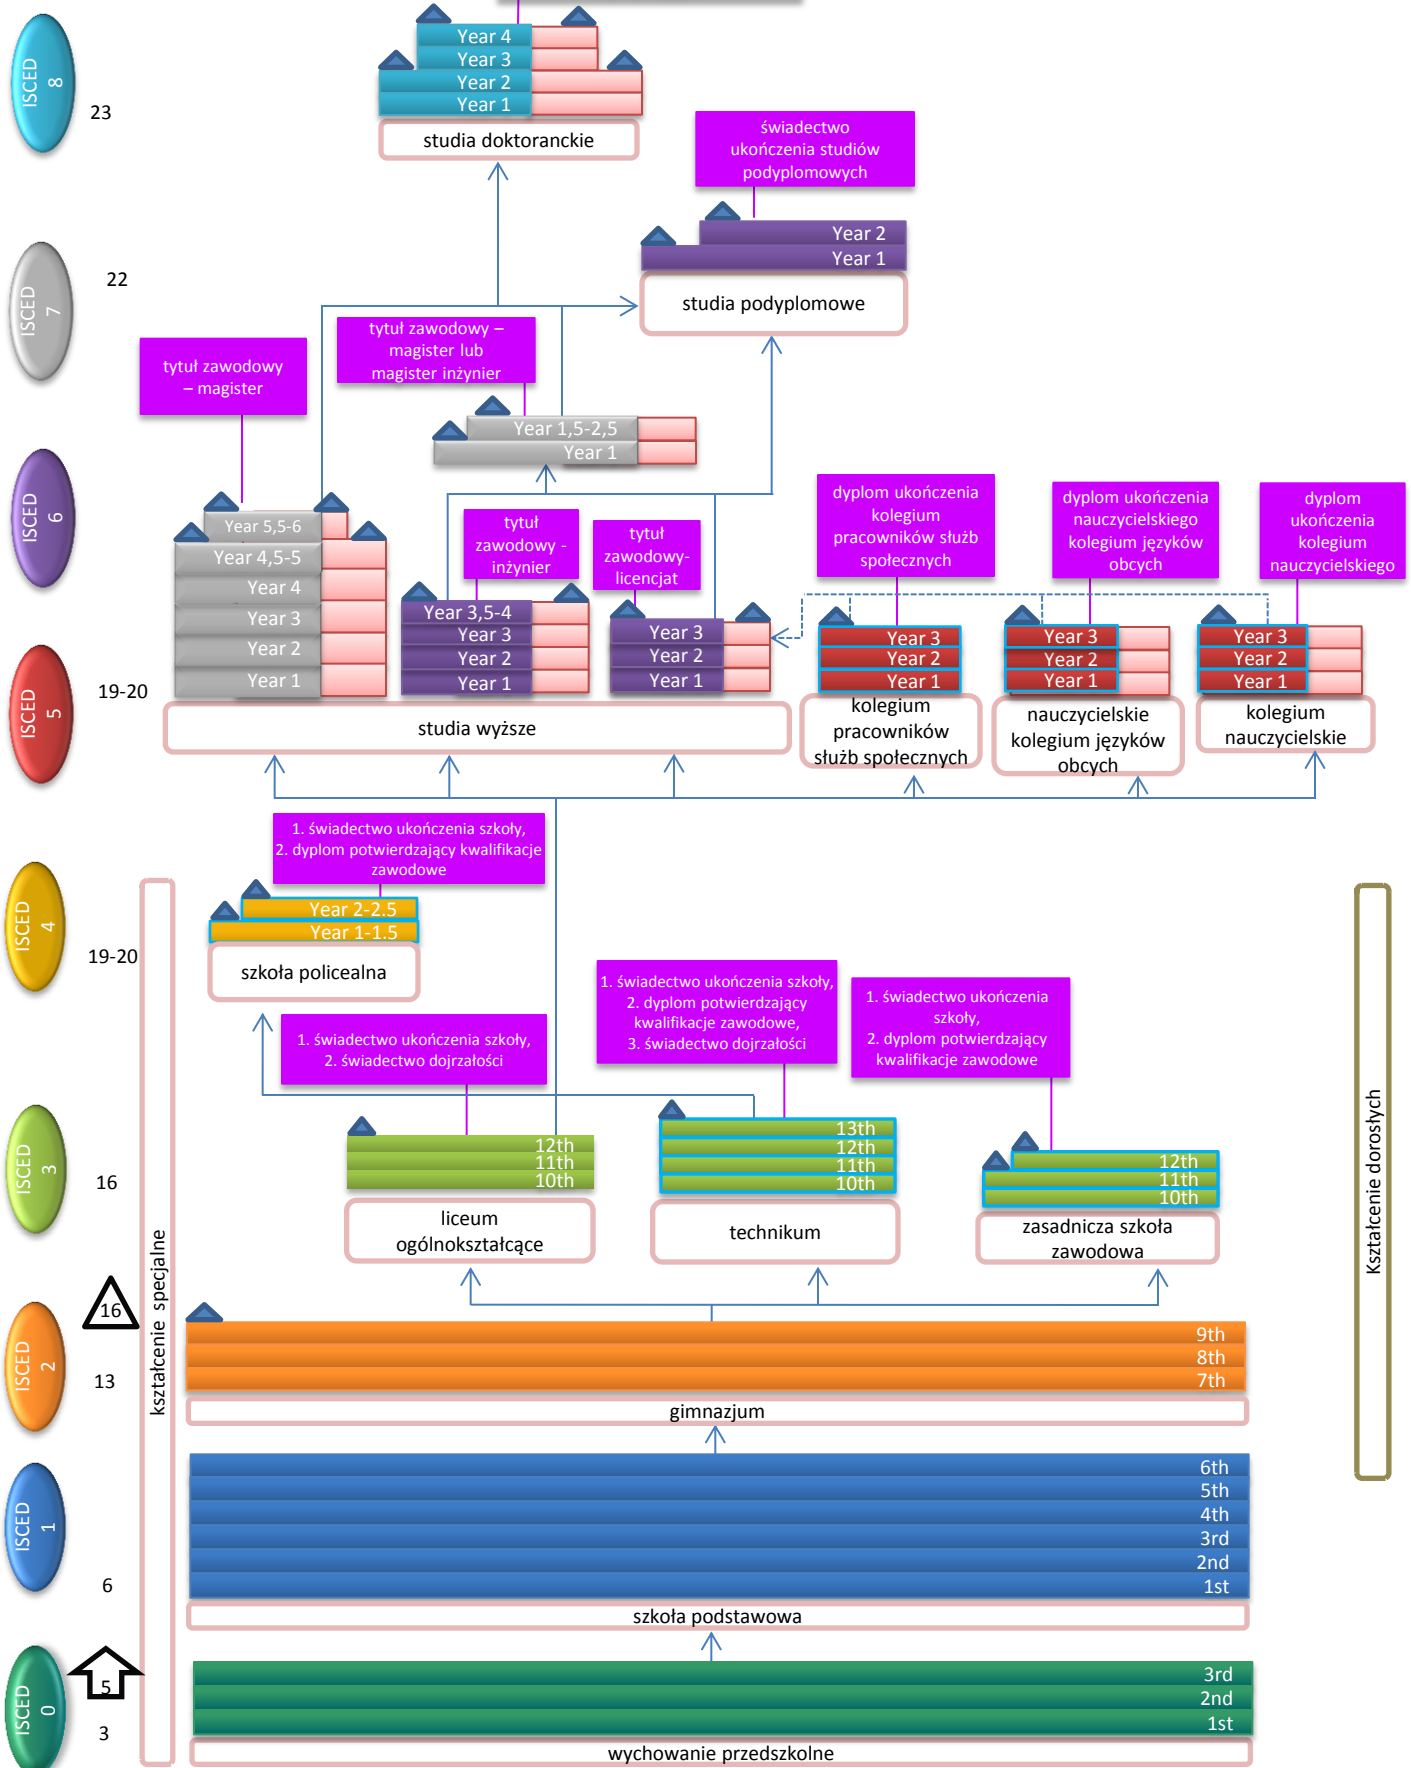 ISCED
8
23
Year 4
Year 3
Year 2
Year 1
studia doktoranckie
świadectwo
ukończenia studiów
podyplomowych
Year 2
Year 1
studia podyplomowe
ISCED
7
22
tytuł zawodowy
– magister
tytuł zawodowy –
magister lub
magister inżynier
Year 1,5-2,5
Year 1
ISCED
6
Year 5,5-6
Year 4,5-5
Year 4
Year 3
Year 2
Year 1
tytuł
zawodowy -
inżynier
Year 3,5-4
Year 3
Year 2
Year 1
tytuł
zawodowy-
licencjat
Year 3
Year 2
Year 1
dyplom ukończenia
kolegium
pracowników służb
społecznych
Year 3
Year 2
Year 1
dyplom ukończenia
nauczycielskiego
kolegium języków
obcych
Year 3
Year 2
Year 1
dyplom
ukończenia
kolegium
nauczycielskiego
Year 3
Year 2
Year 1
ISCED
5
19-20
studia wyższe
kolegium
pracowników
służb społecznych
nauczycielskie
kolegium języków
obcych
kolegium
nauczycielskie
1. świadectwo ukończenia szkoły,
2. dyplom potwierdzający kwalifikacje
zawodowe
ISCED
4
19-20
Year 2-2.5
Year 1-1.5
szkoła policealna
1. świadectwo ukończenia szkoły,
2. świadectwo dojrzałości
1. świadectwo ukończenia szkoły,
2. dyplom potwierdzający
kwalifikacje zawodowe,
3. świadectwo dojrzałości
1. świadectwo ukończenia
szkoły,
2. dyplom potwierdzający
kwalifikacje zawodowe
ISCED
3
16
12th
11th
10th
liceum
ogólnokształcące
13th
12th
11th
10th
technikum
12th
11th
10th
zasadnicza szkoła
zawodowa
kształcenie specjalne
Kształcenie dorosłych
16
ISCED
2
13
9th
8th
7th
gimnazjum
ISCED
1
6
6th
5th
4th
3rd
2nd
1st
szkoła podstawowa
ISCED
0
5
3
3rd
2nd
1st
wychowanie przedszkolne